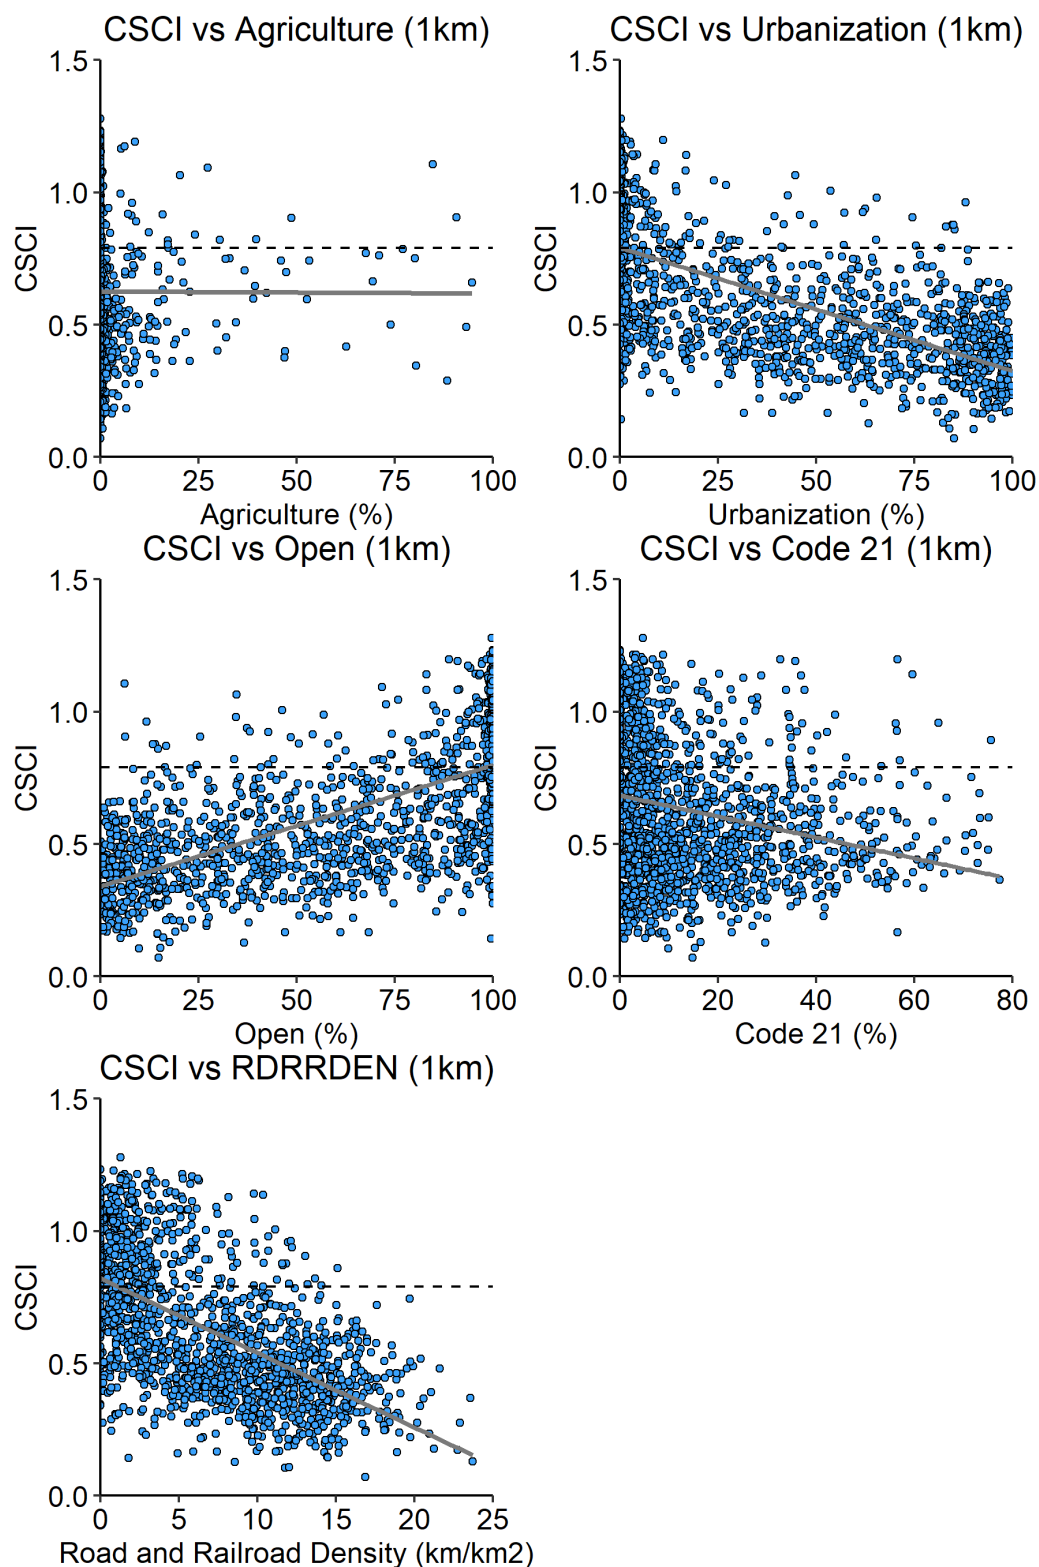 CSCI vs Agriculture (1km)
CSCI
1.5
1.0
0.5
0.0
0 25 50 75 100
Agriculture (%)
CSCI vs Urbanization (1km)
CSCI
1.5
1.0
0.5
0.0
0 25 50 75 100
Urbanization (%)
CSCI vs Open (1km)
CSCI
1.5
1.0
0.5
0.0
0 25 50 75 100
Open (%)
CSCI vs Code 21 (1km)
CSCI
1.5
1.0
0.5
0.0
0 20 40 60 80
Code 21 (%)
CSCI vs RDRRDEN (1km)
CSCI
1.5
1.0
0.5
0.0
0 5 10 15 20 25
Road and Railroad Density (km/km2)